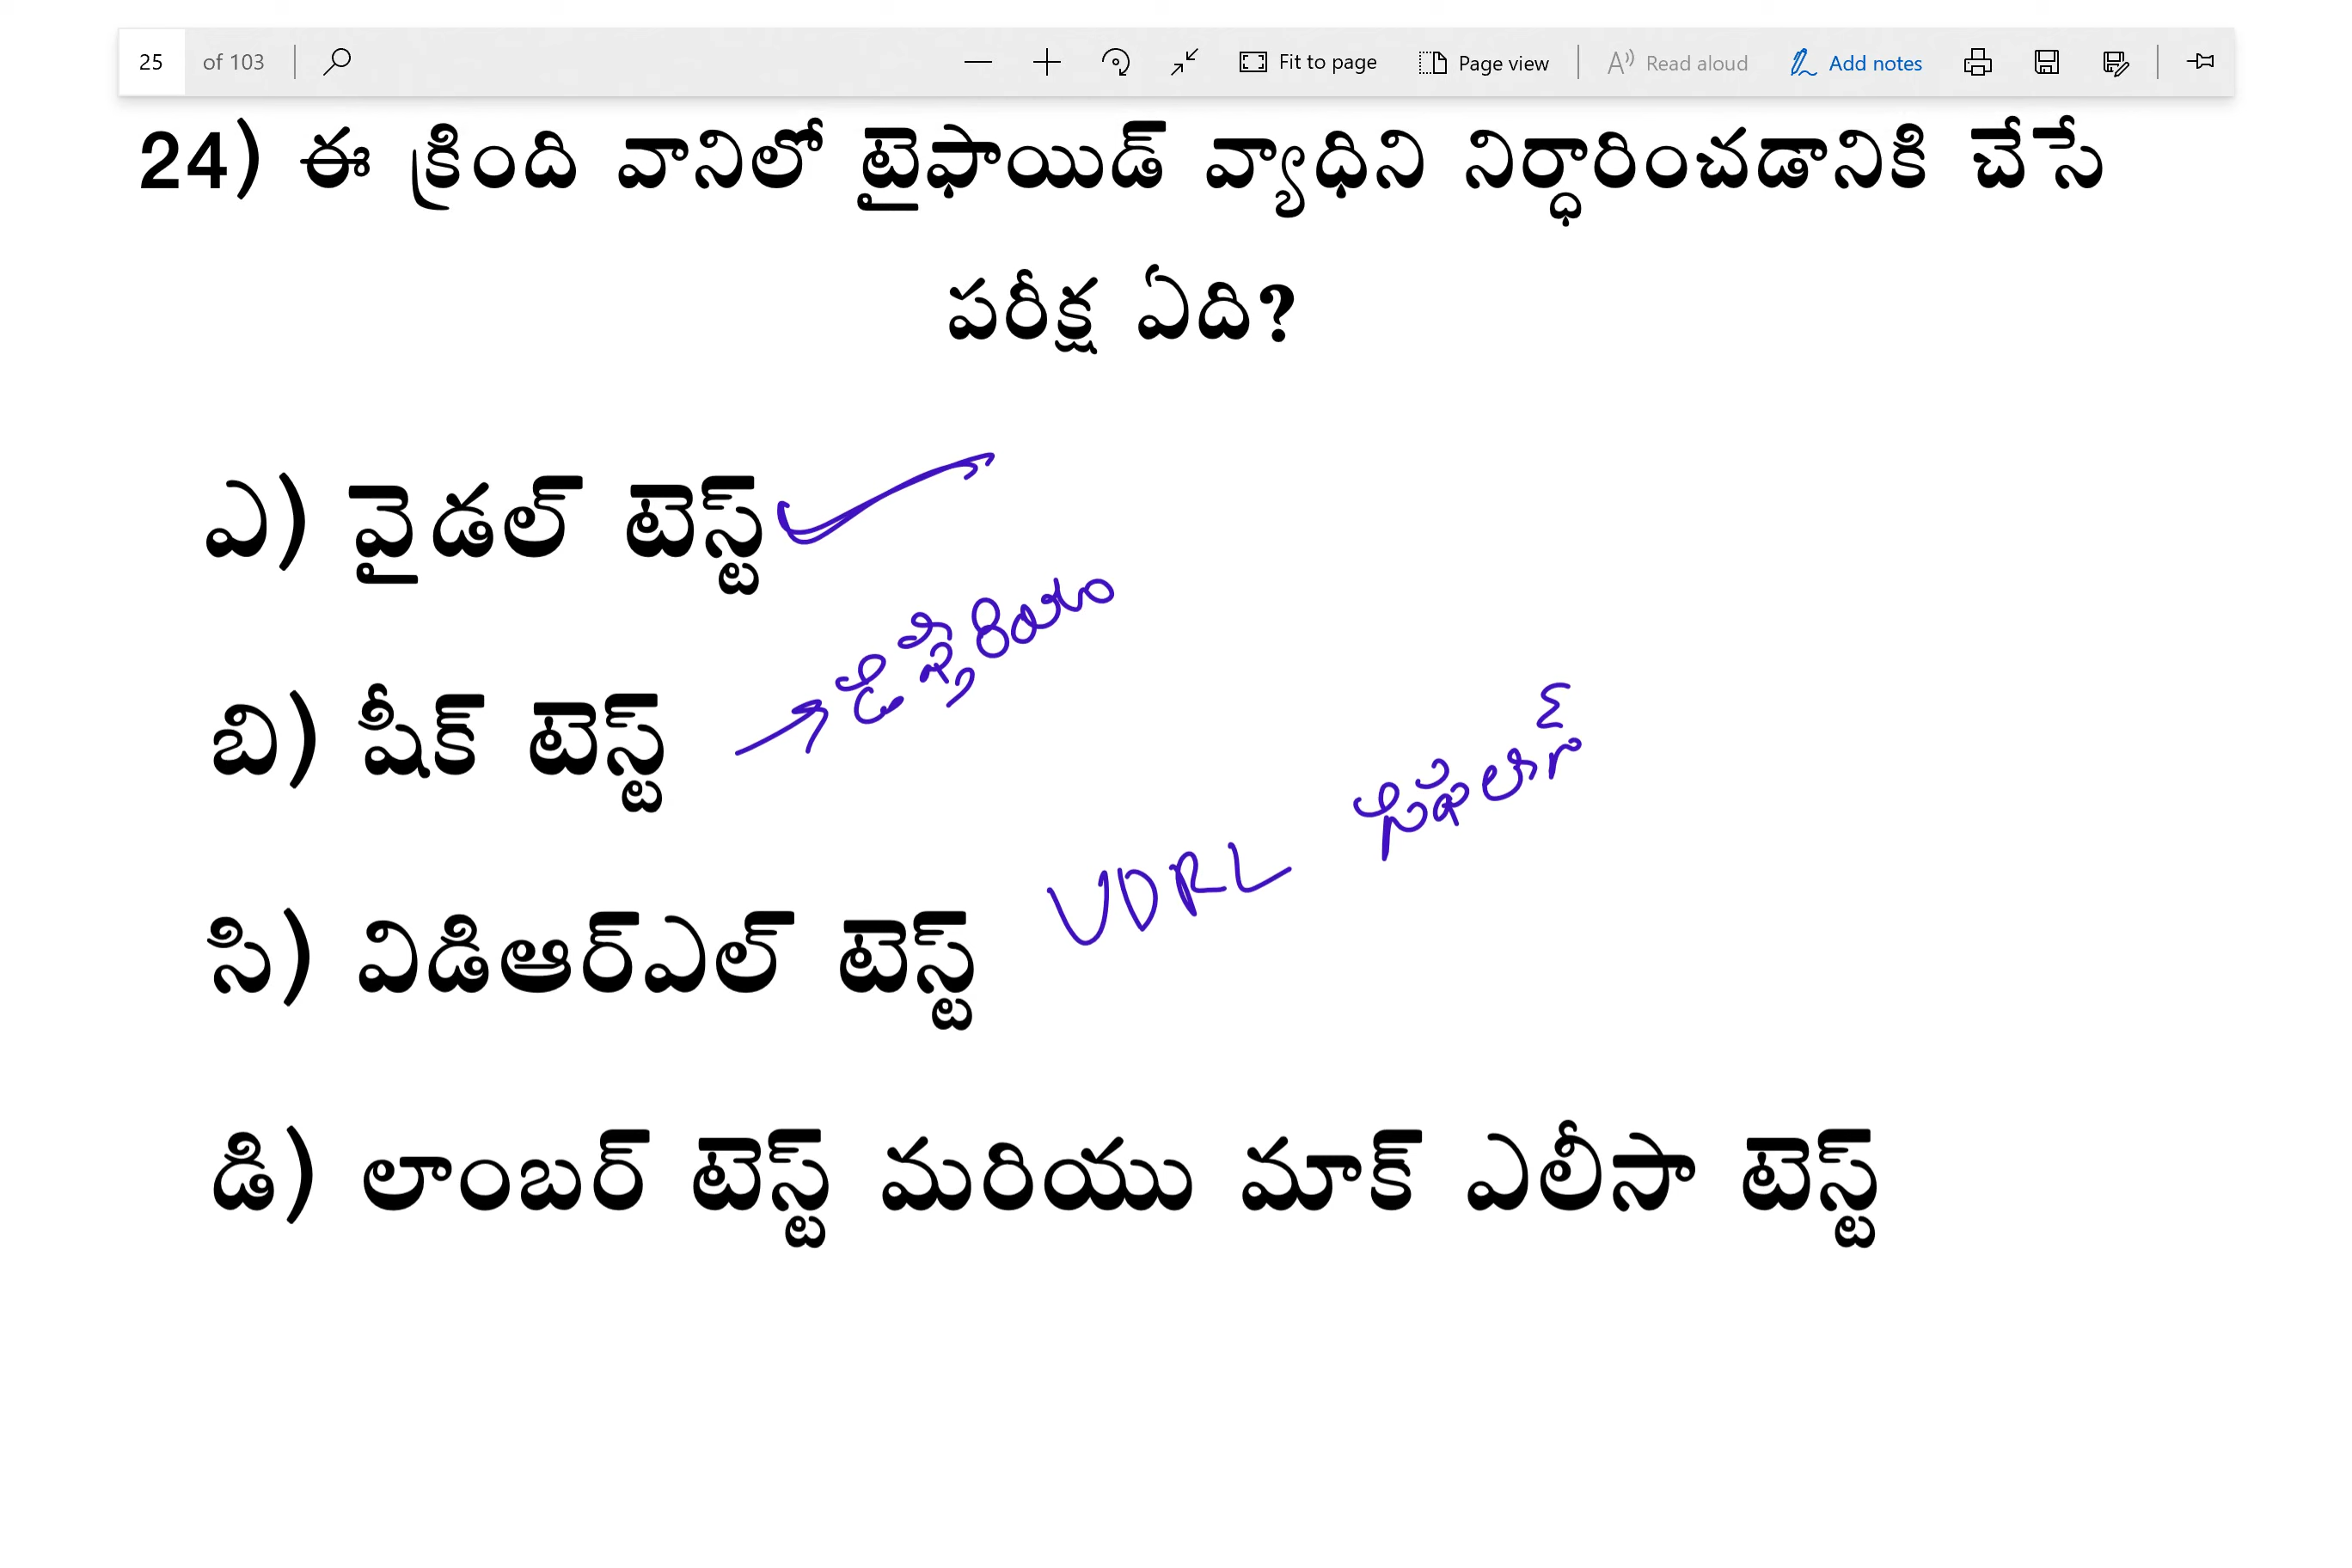 25 of 103 Fit to page Page view Read aloud Add notes
24) ఈ క్రింది వానిలో టైఫాయిడ్ వ్యాధిని నిర్ధారించడానికి చేసే
పరీక్ష ఏది?
ఎ) వైడల్ టెస్ట్
డిఫ్తీరియం
బి) షీక్ టెస్ట్
VDRL
సి) విడిఆర్ఎల్ టెస్ట్
డి) లాంబర్ టెస్ట్ మరియు మాక్ ఎలీసా టెస్ట్